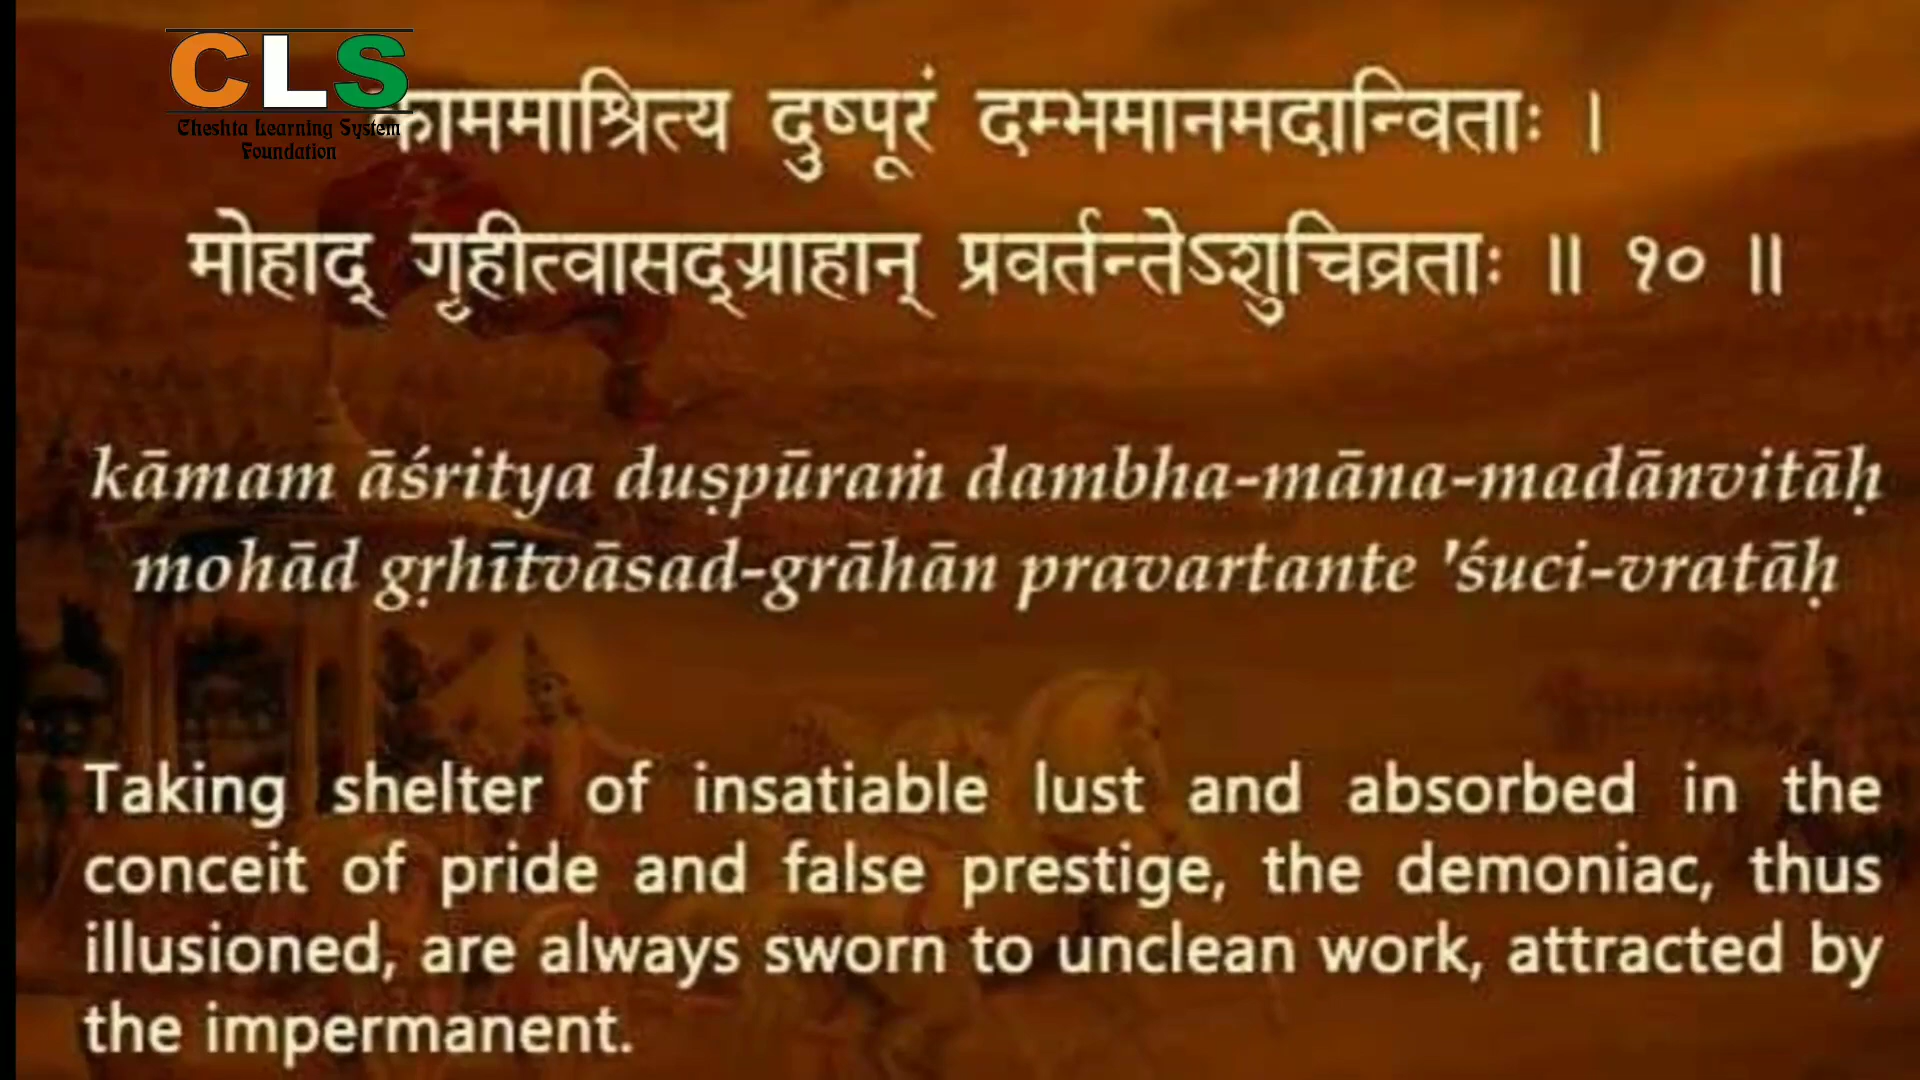 CLS
Cheshta Learning System
Foundation
काममाश्रित्य दुष्पूरं दम्भमानमदान्विताः ।
मोहाद् गृहीत्वासद्ग्राहान् प्रवर्तन्तेऽशुचिव्रताः ॥ १० ॥
kāmam āśritya duṣpūraṁ dambha-māna-madānvitāḥ
mohād gṛhītvāsad-grāhān pravartante 'śuci-vratāḥ
Taking shelter of insatiable lust and absorbed in the
conceit of pride and false prestige, the demoniac, thus
illusioned, are always sworn to unclean work, attracted by
the impermanent.